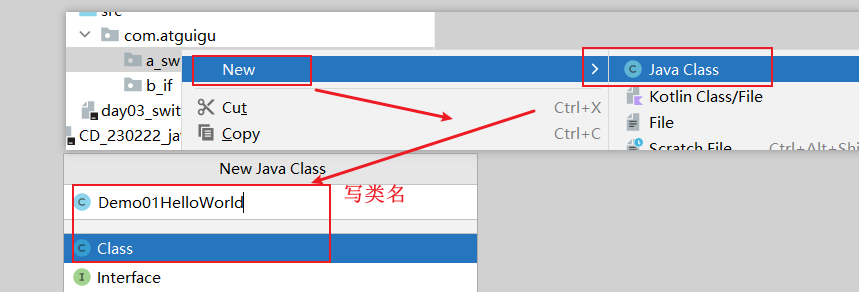 src
com.atguigu
a_sw
New
Java Class
b_if
Kotlin Class/File
day03_swit
Cut
Ctrl+X
File
CD_230222_jav
Copy
Ctrl+C
Scratch File
Ctrl+Alt+Shi
New Java Class
Demo01HelloWorld
写类名
Class
Interface